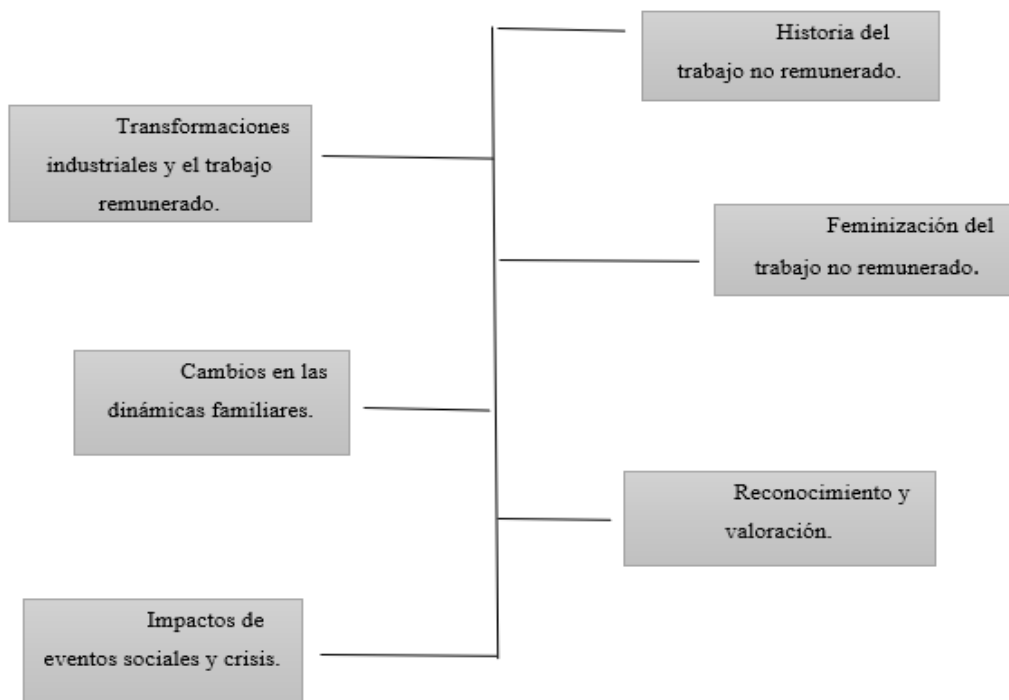 Historia del
trabajo no remunerado.
Transformaciones
industriales y el trabajo
remunerado.
Feminización del
trabajo no remunerado.
Cambios en las
dinámicas familiares.
Reconocimiento y
valoración.
Impactos de
eventos sociales y crisis.